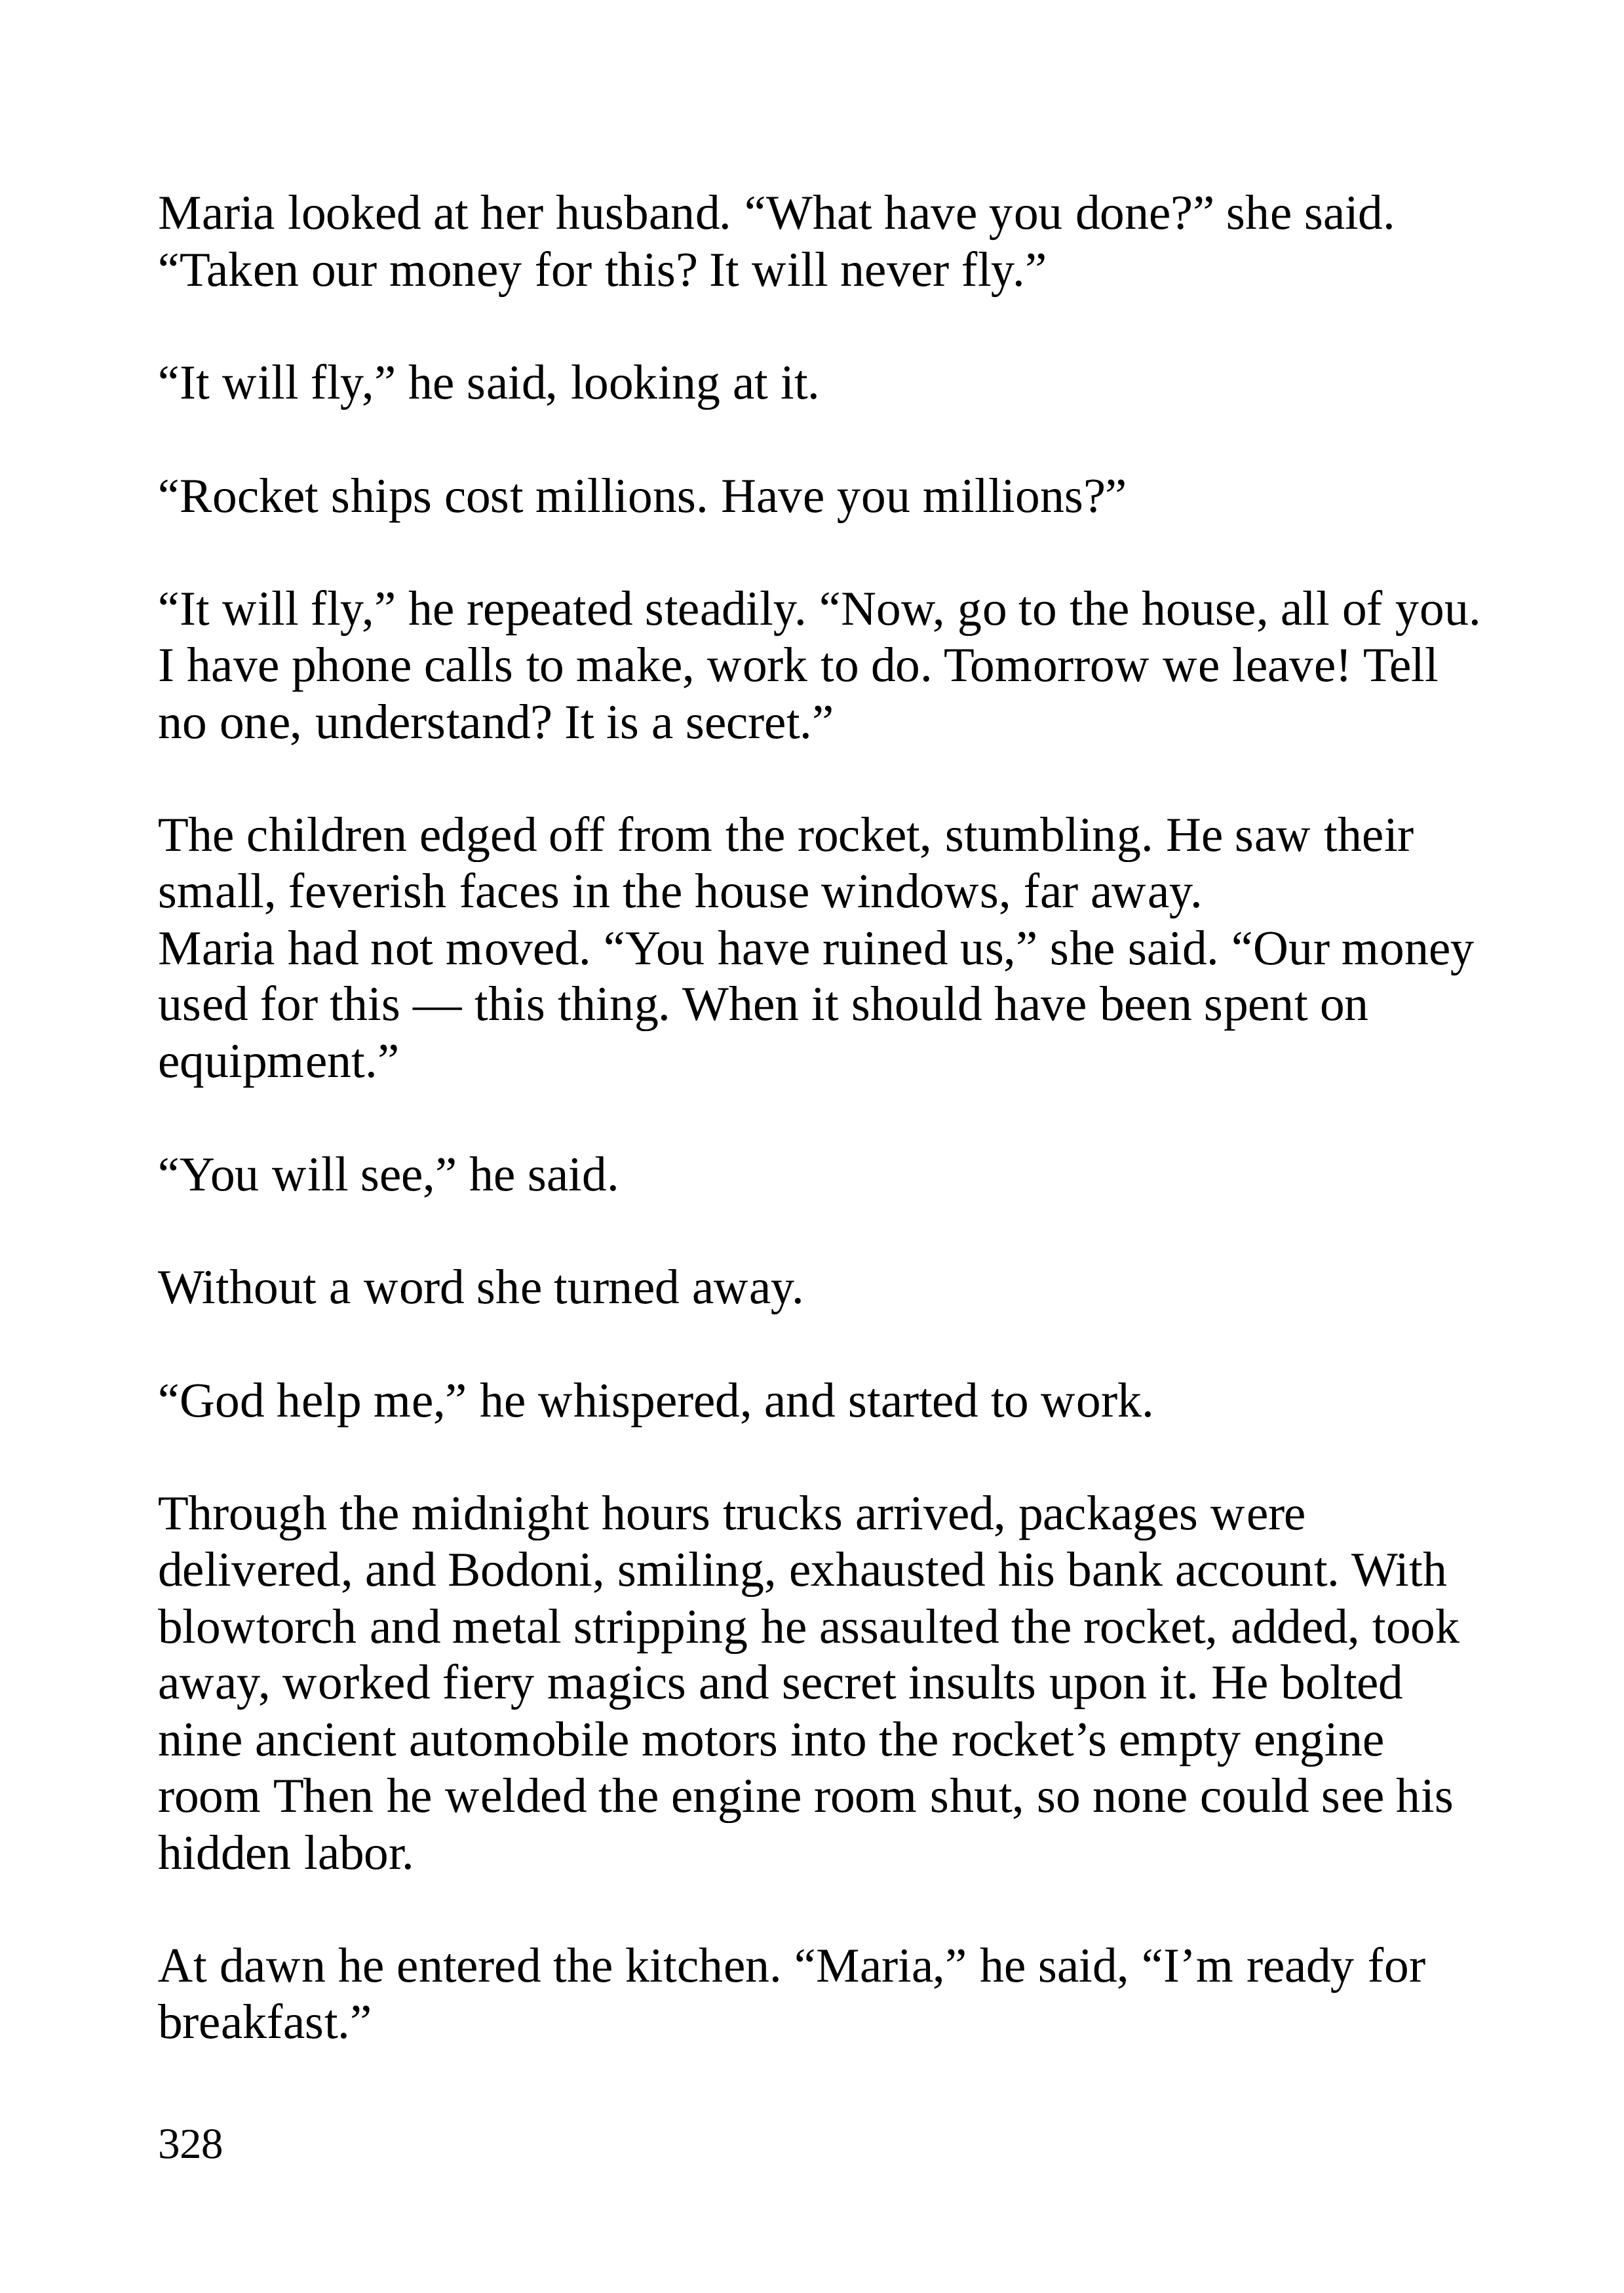 Maria looked at her husband. “What have you done?” she said.
“Taken our money for this? It will never fly.”
“It will fly,” he said, looking at it.
“Rocket ships cost millions. Have you millions?”
“It will fly,” he repeated steadily. “Now, go to the house, all of you.
I have phone calls to make, work to do. Tomorrow we leave! Tell
no one, understand? It is a secret.”
The children edged off from the rocket, stumbling. He saw their
small, feverish faces in the house windows, far away.
Maria had not moved. “You have ruined us,” she said. “Our money
used for this — this thing. When it should have been spent on
equipment.”
“You will see,” he said.
Without a word she turned away.
“God help me,” he whispered, and started to work.
Through the midnight hours trucks arrived, packages were
delivered, and Bodoni, smiling, exhausted his bank account. With
blowtorch and metal stripping he assaulted the rocket, added, took
away, worked fiery magics and secret insults upon it. He bolted
nine ancient automobile motors into the rocket’s empty engine
room Then he welded the engine room shut, so none could see his
hidden labor.
At dawn he entered the kitchen. “Maria,” he said, “I’m ready for
breakfast.”
328